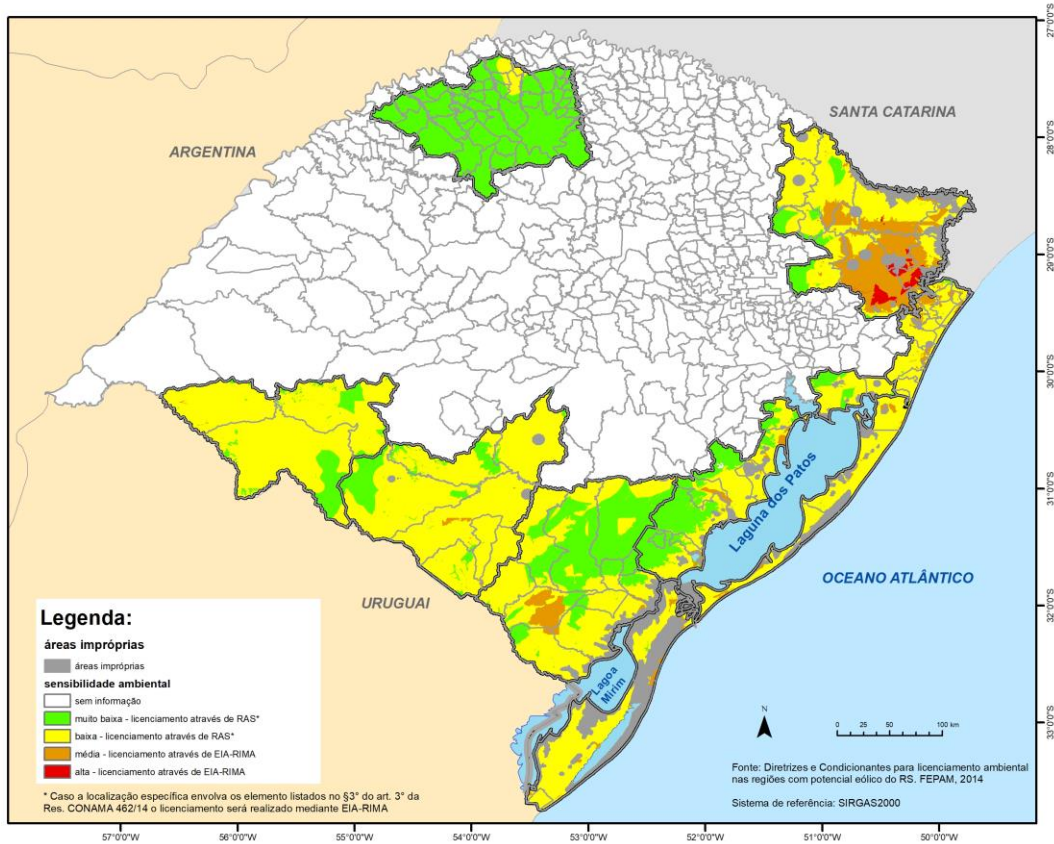 27°0'0"S
SANTA CATARINA
28°0'0"S
ARGENTINA
29°0'0"S
30°0'0"S
31°0'0"S
Laguna dos Patos
OCEANO ATLÂNTICO
32°0'0"S
URUGUAI
Lagoa
Mirim
33°0'0"S
Legenda:
áreas impróprias
áreas impróprias
sensibilidade ambiental
sem informação
muito baixa - licenciamento através de RAS*
baixa - licenciamento através de RAS*
média - licenciamento através de EIA-RIMA
alta - licenciamento através de EIA-RIMA
* Caso a localização específica envolva os elemento listados no §3° do art. 3° da
Res. CONAMA 462/14 o licenciamento será realizado mediante EIA-RIMA
N
0 25 50 100 km
Fonte: Diretrizes e Condicionantes para licenciamento ambiental
nas regiões com potencial eólico do RS. FEPAM, 2014
Sistema de referência: SIRGAS2000
57°0'0"W 56°0'0"W 55°0'0"W 54°0'0"W 53°0'0"W 52°0'0"W 51°0'0"W 50°0'0"W